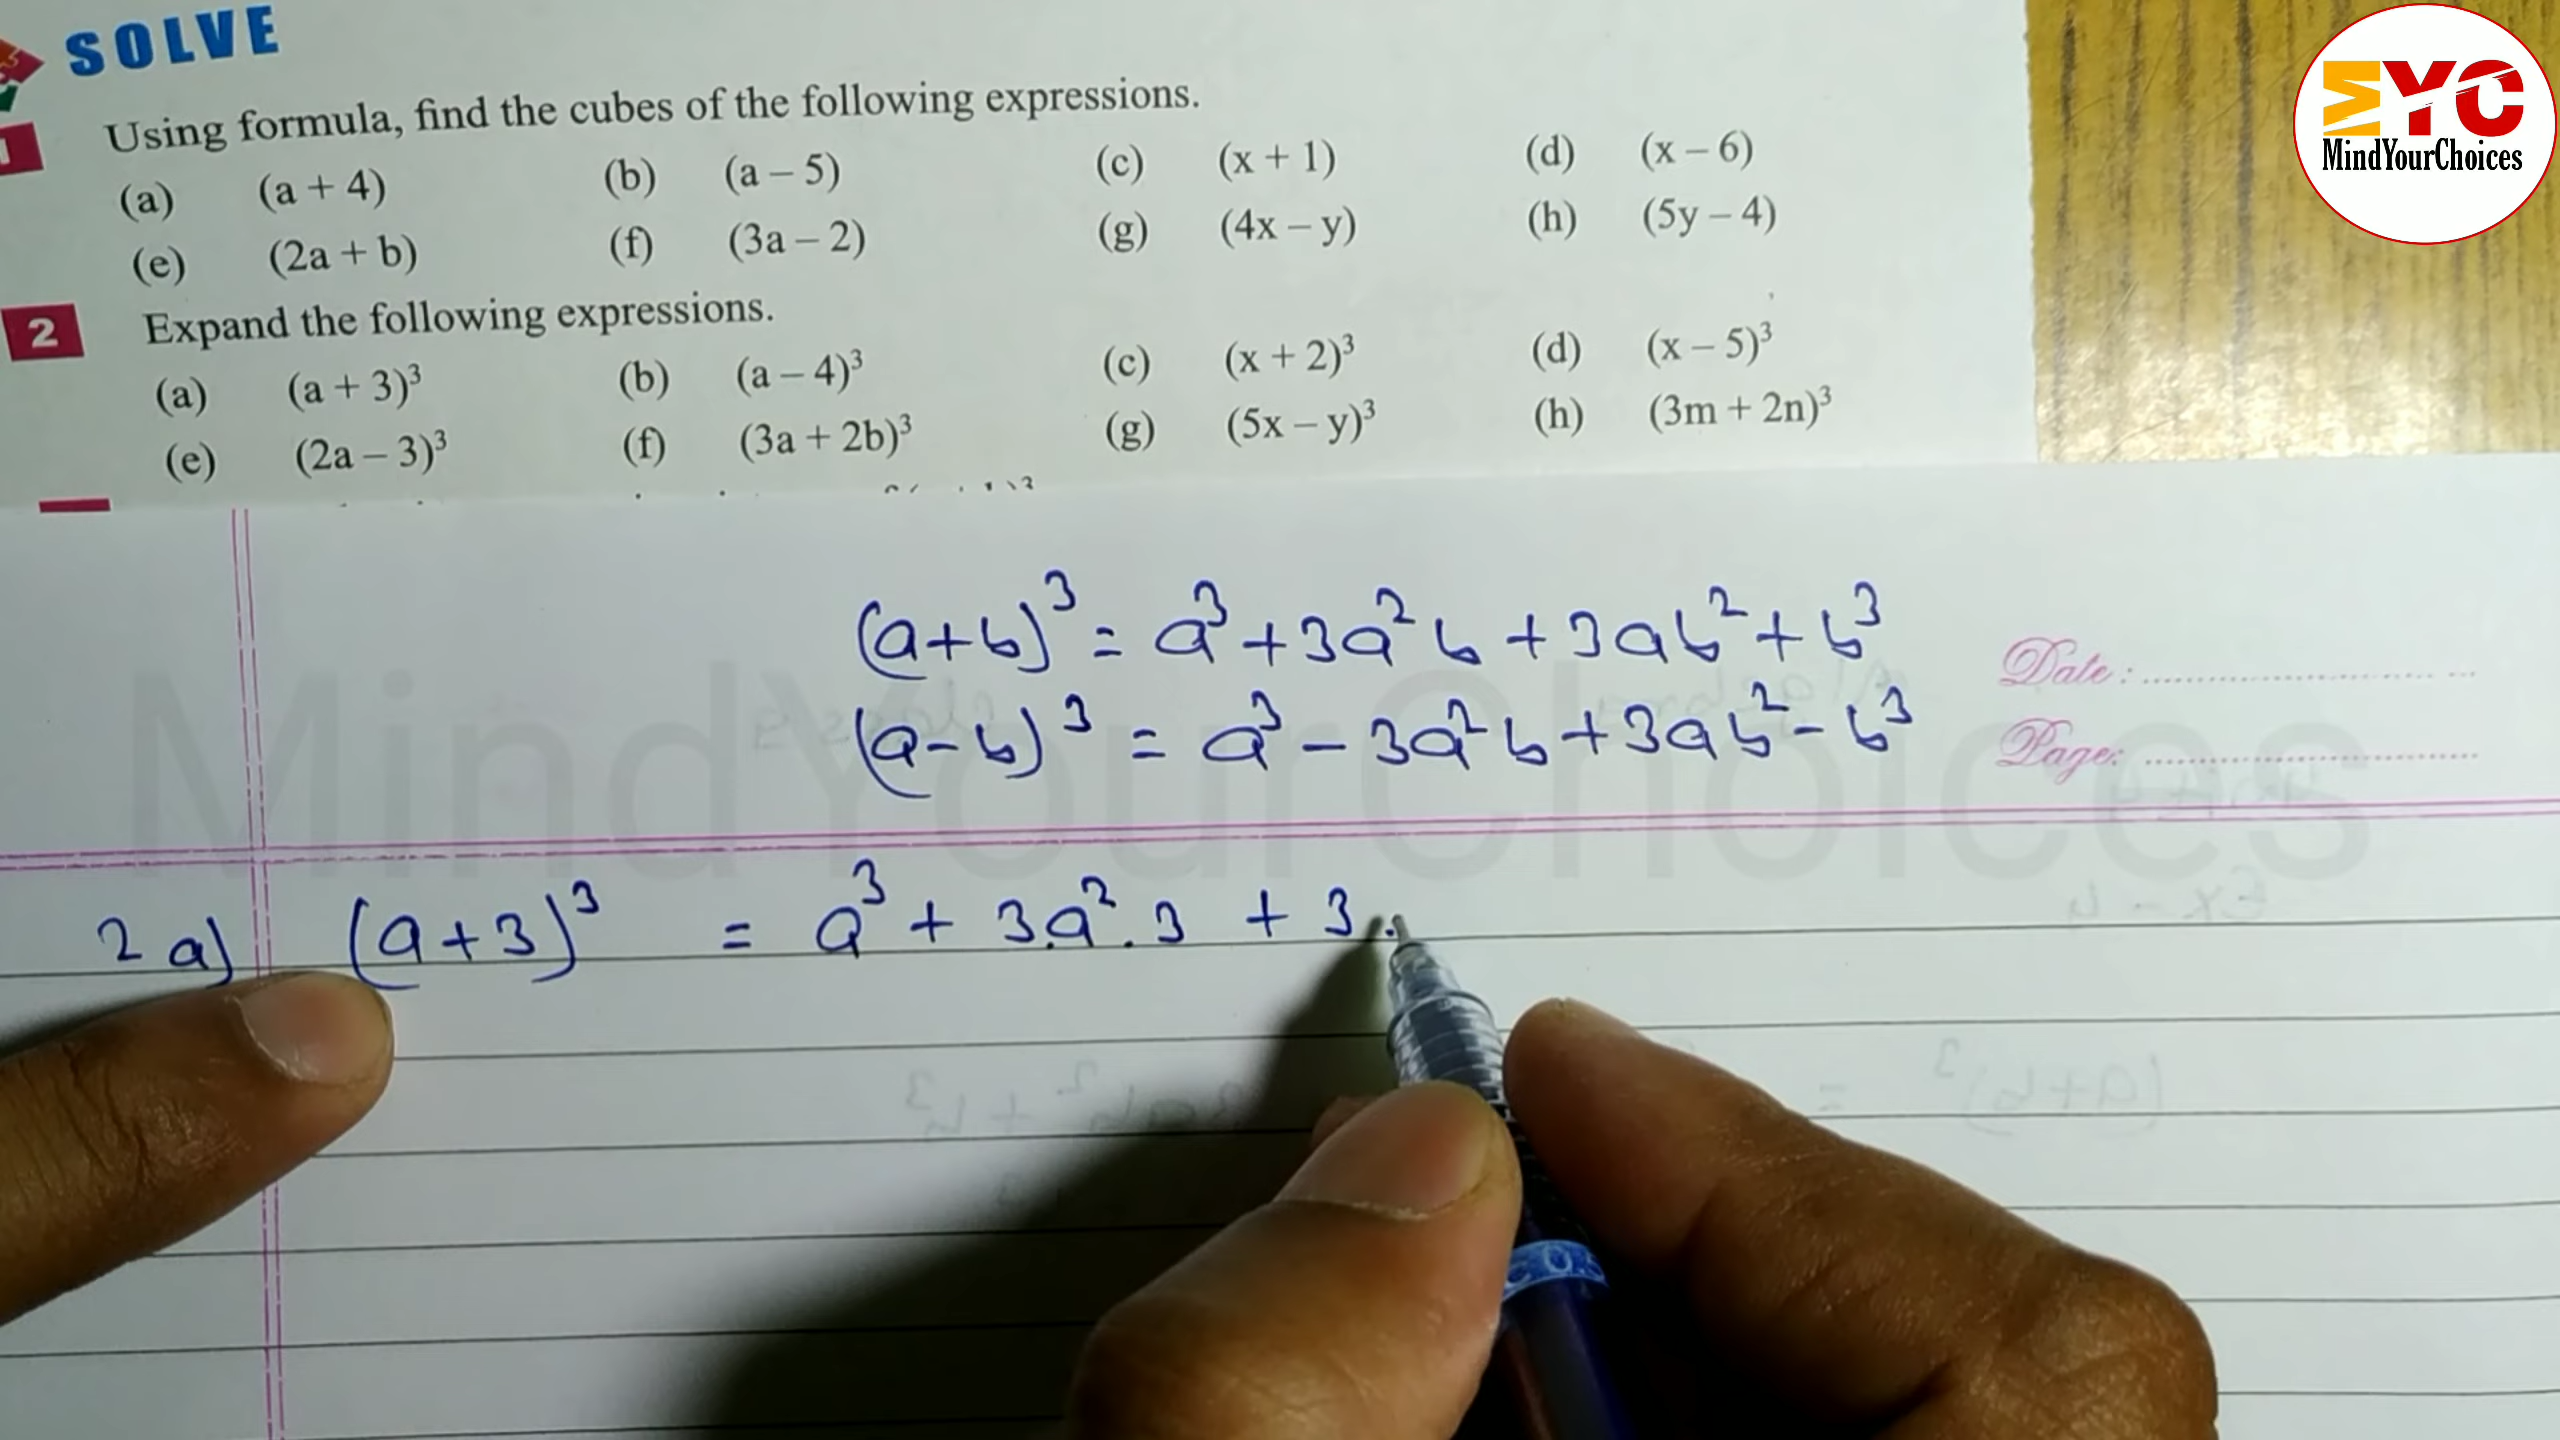 SOLVE
MYC
MindYourChoices
1 Using formula, find the cubes of the following expressions.
(a) (a + 4) (b) (a – 5) (c) (x + 1) (d) (x – 6)
(e) (2a + b) (f) (3a – 2) (g) (4x – y) (h) (5y – 4)
2 Expand the following expressions.
(a) (a + 3)³ (b) (a – 4)³ (c) (x + 2)³ (d) (x – 5)³
(e) (2a – 3)³ (f) (3a + 2b)³ (g) (5x – y)³ (h) (3m + 2n)³
(a+b)³ = a³ + 3a²b + 3ab² + b³
Date:
(a-b)³ = a³ - 3a²b + 3ab² - b³
Page:
MindYourChoices
2 a) (a+3)³ = a³ + 3.a².3 + 3.